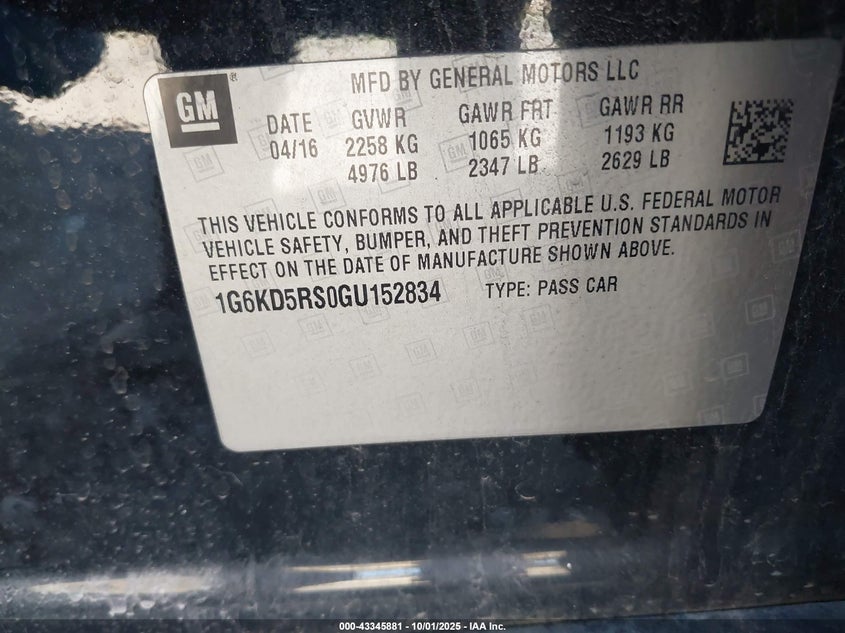 GM ®
MFD BY GENERAL MOTORS LLC
DATE GVWR GAWR FRT GAWR RR
04/16 2258 KG 1065 KG 1193 KG
4976 LB 2347 LB 2629 LB
THIS VEHICLE CONFORMS TO ALL APPLICABLE U.S. FEDERAL MOTOR
VEHICLE SAFETY, BUMPER, AND THEFT PREVENTION STANDARDS IN
EFFECT ON THE DATE OF MANUFACTURE SHOWN ABOVE.
1G6KD5RS0GU152834 TYPE: PASS CAR
000-43345881 - 10/01/2025 - IAA Inc.